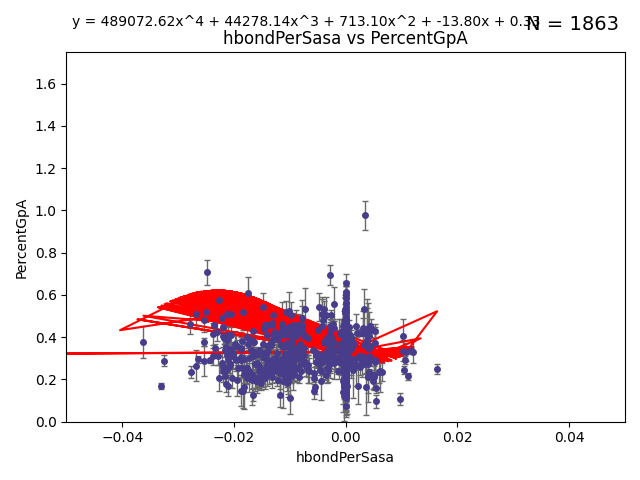 y = 489072.62x^4 + 44278.14x^3 + 713.10x^2 + -13.80x + 0.33
N = 1863
hbondPerSasa vs PercentGpA
1.6
1.4
1.2
1.0
0.8
0.6
0.4
0.2
0.0
PercentGpA
−0.04 −0.02 0.00 0.02 0.04
hbondPerSasa